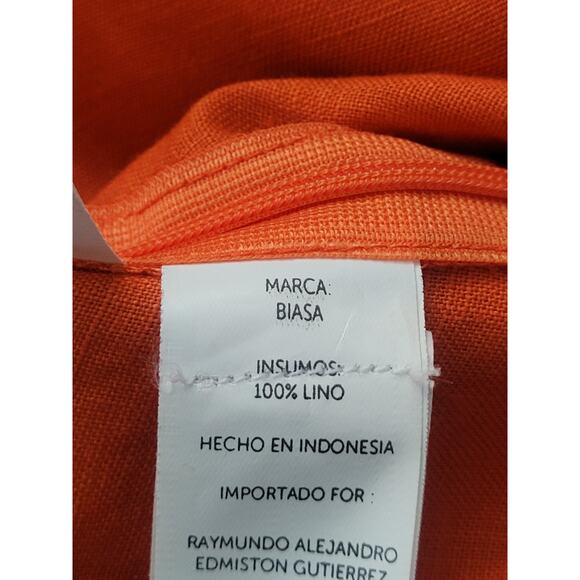 MARCA:
BIASA
INSUMOS:
100% LINO
HECHO EN INDONESIA
IMPORTADO FOR :
RAYMUNDO ALEJANDRO
EDMISTON GUTIERREZ